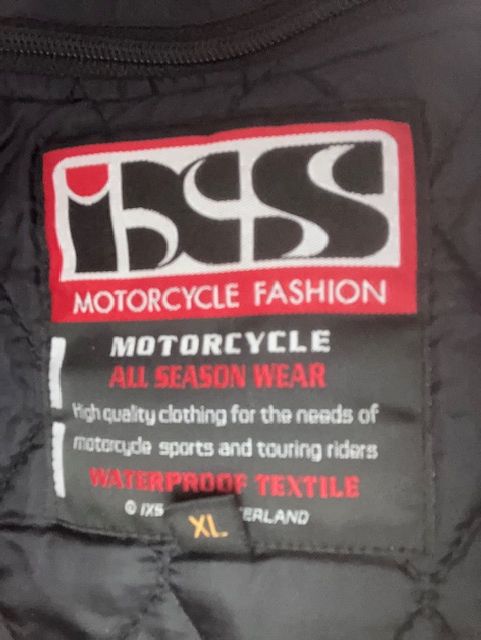 iXS
MOTORCYCLE FASHION
MOTORCYCLE
ALL SEASON WEAR
High quality clothing for the needs of
motorcycle sports and touring riders
WATERPROOF TEXTILE
© IXS ERLAND
XL